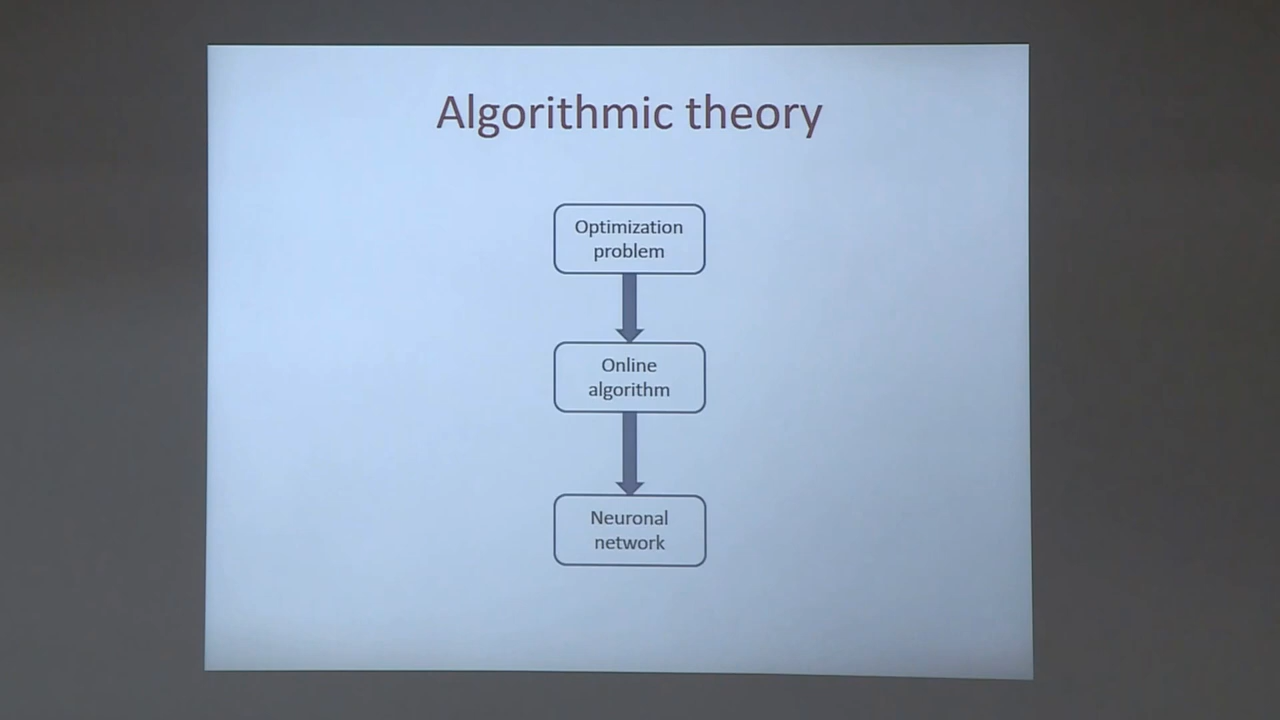 Algorithmic theory
Optimization
problem
Online
algorithm
Neuronal
network